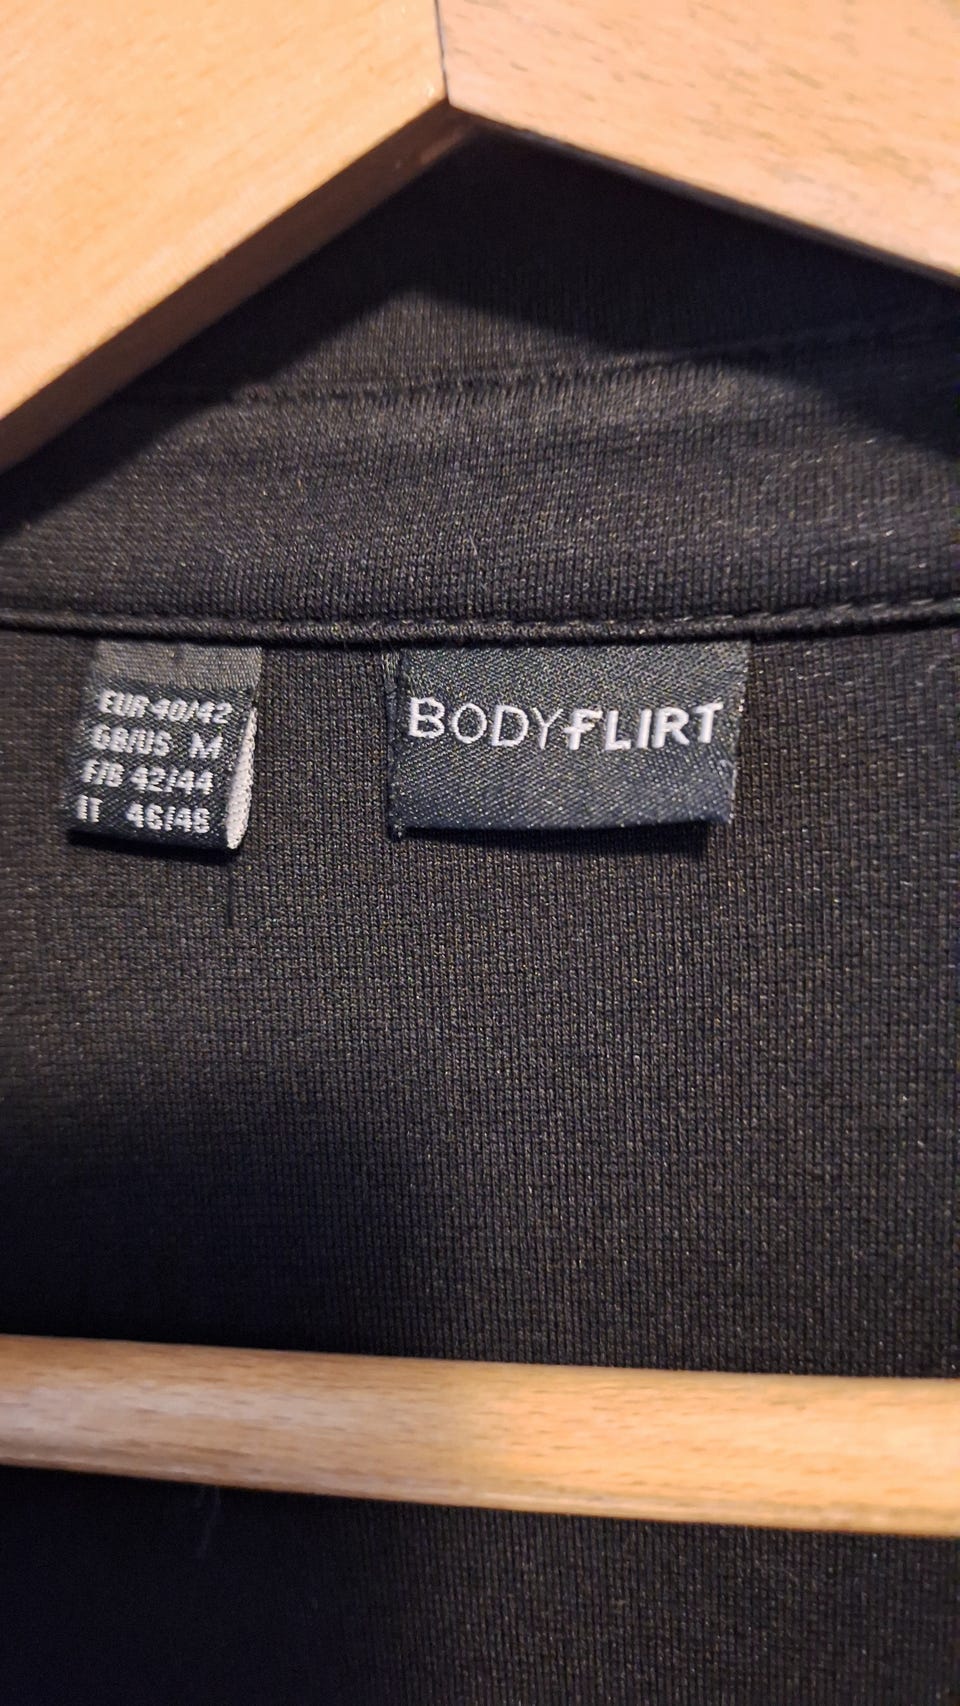 EUR 40/42
GB/US M
F/B 42/44
IT 46/48
BODYFLIRT